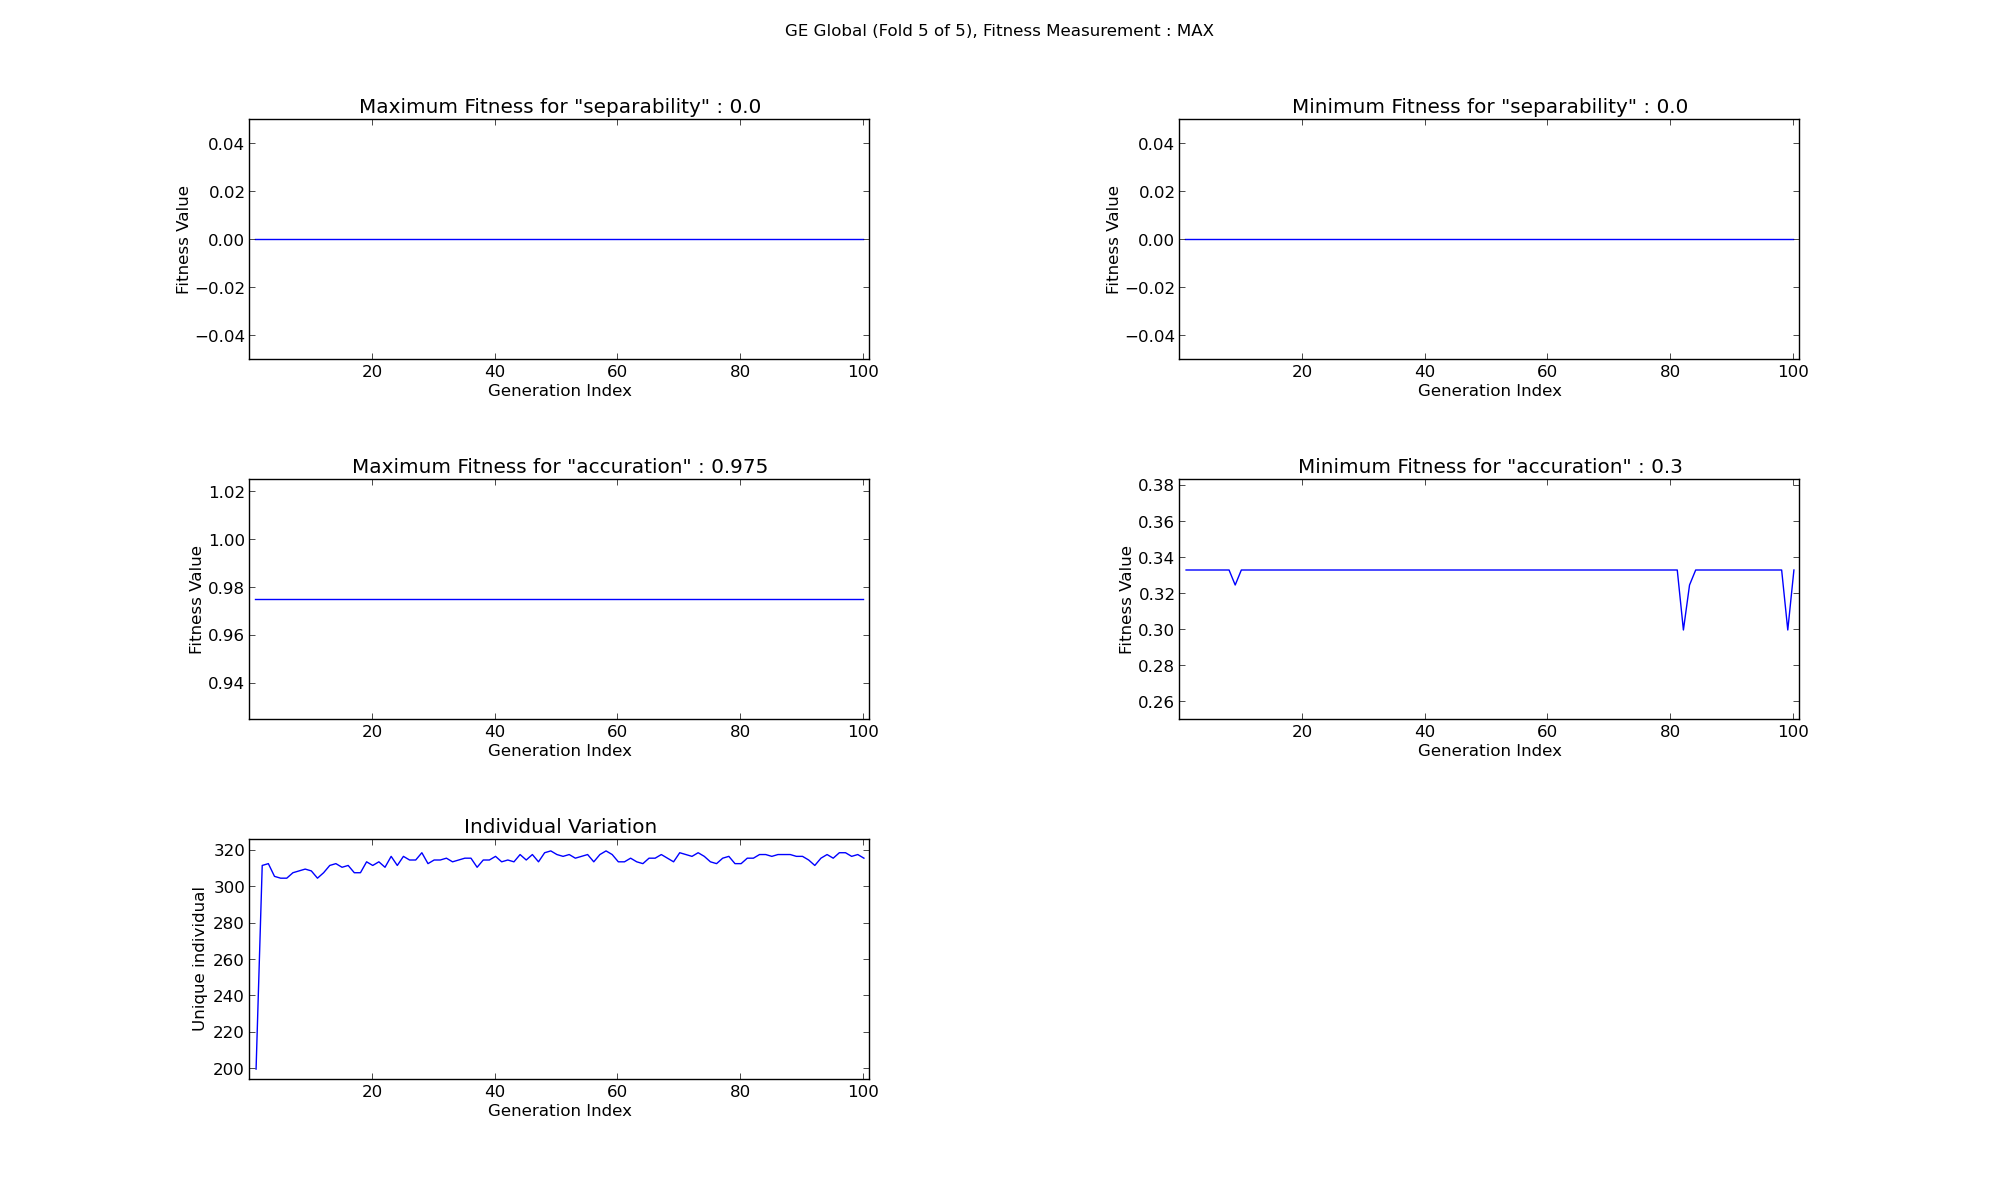 GE Global (Fold 5 of 5), Fitness Measurement : MAX
Maximum Fitness for "separability" : 0.0
Fitness Value
0.04
0.02
0.00
−0.02
−0.04
20 40 60 80 100
Generation Index
Minimum Fitness for "separability" : 0.0
Fitness Value
0.04
0.02
0.00
−0.02
−0.04
20 40 60 80 100
Generation Index
Maximum Fitness for "accuration" : 0.975
Fitness Value
1.02
1.00
0.98
0.96
0.94
20 40 60 80 100
Generation Index
Minimum Fitness for "accuration" : 0.3
Fitness Value
0.38
0.36
0.34
0.32
0.30
0.28
0.26
20 40 60 80 100
Generation Index
Individual Variation
Unique individual
320
300
280
260
240
220
200
20 40 60 80 100
Generation Index